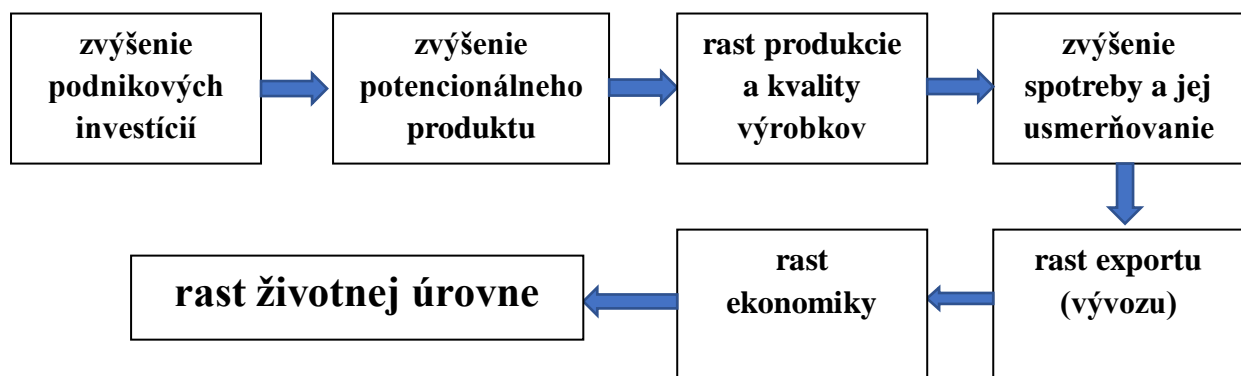 zvýšenie
podnikových
investícií
zvýšenie
potencionálneho
produktu
rast produkcie
a kvality
výrobkov
zvýšenie
spotreby a jej
usmerňovanie
rast exportu
(vývozu)
rast
ekonomiky
rast životnej úrovne